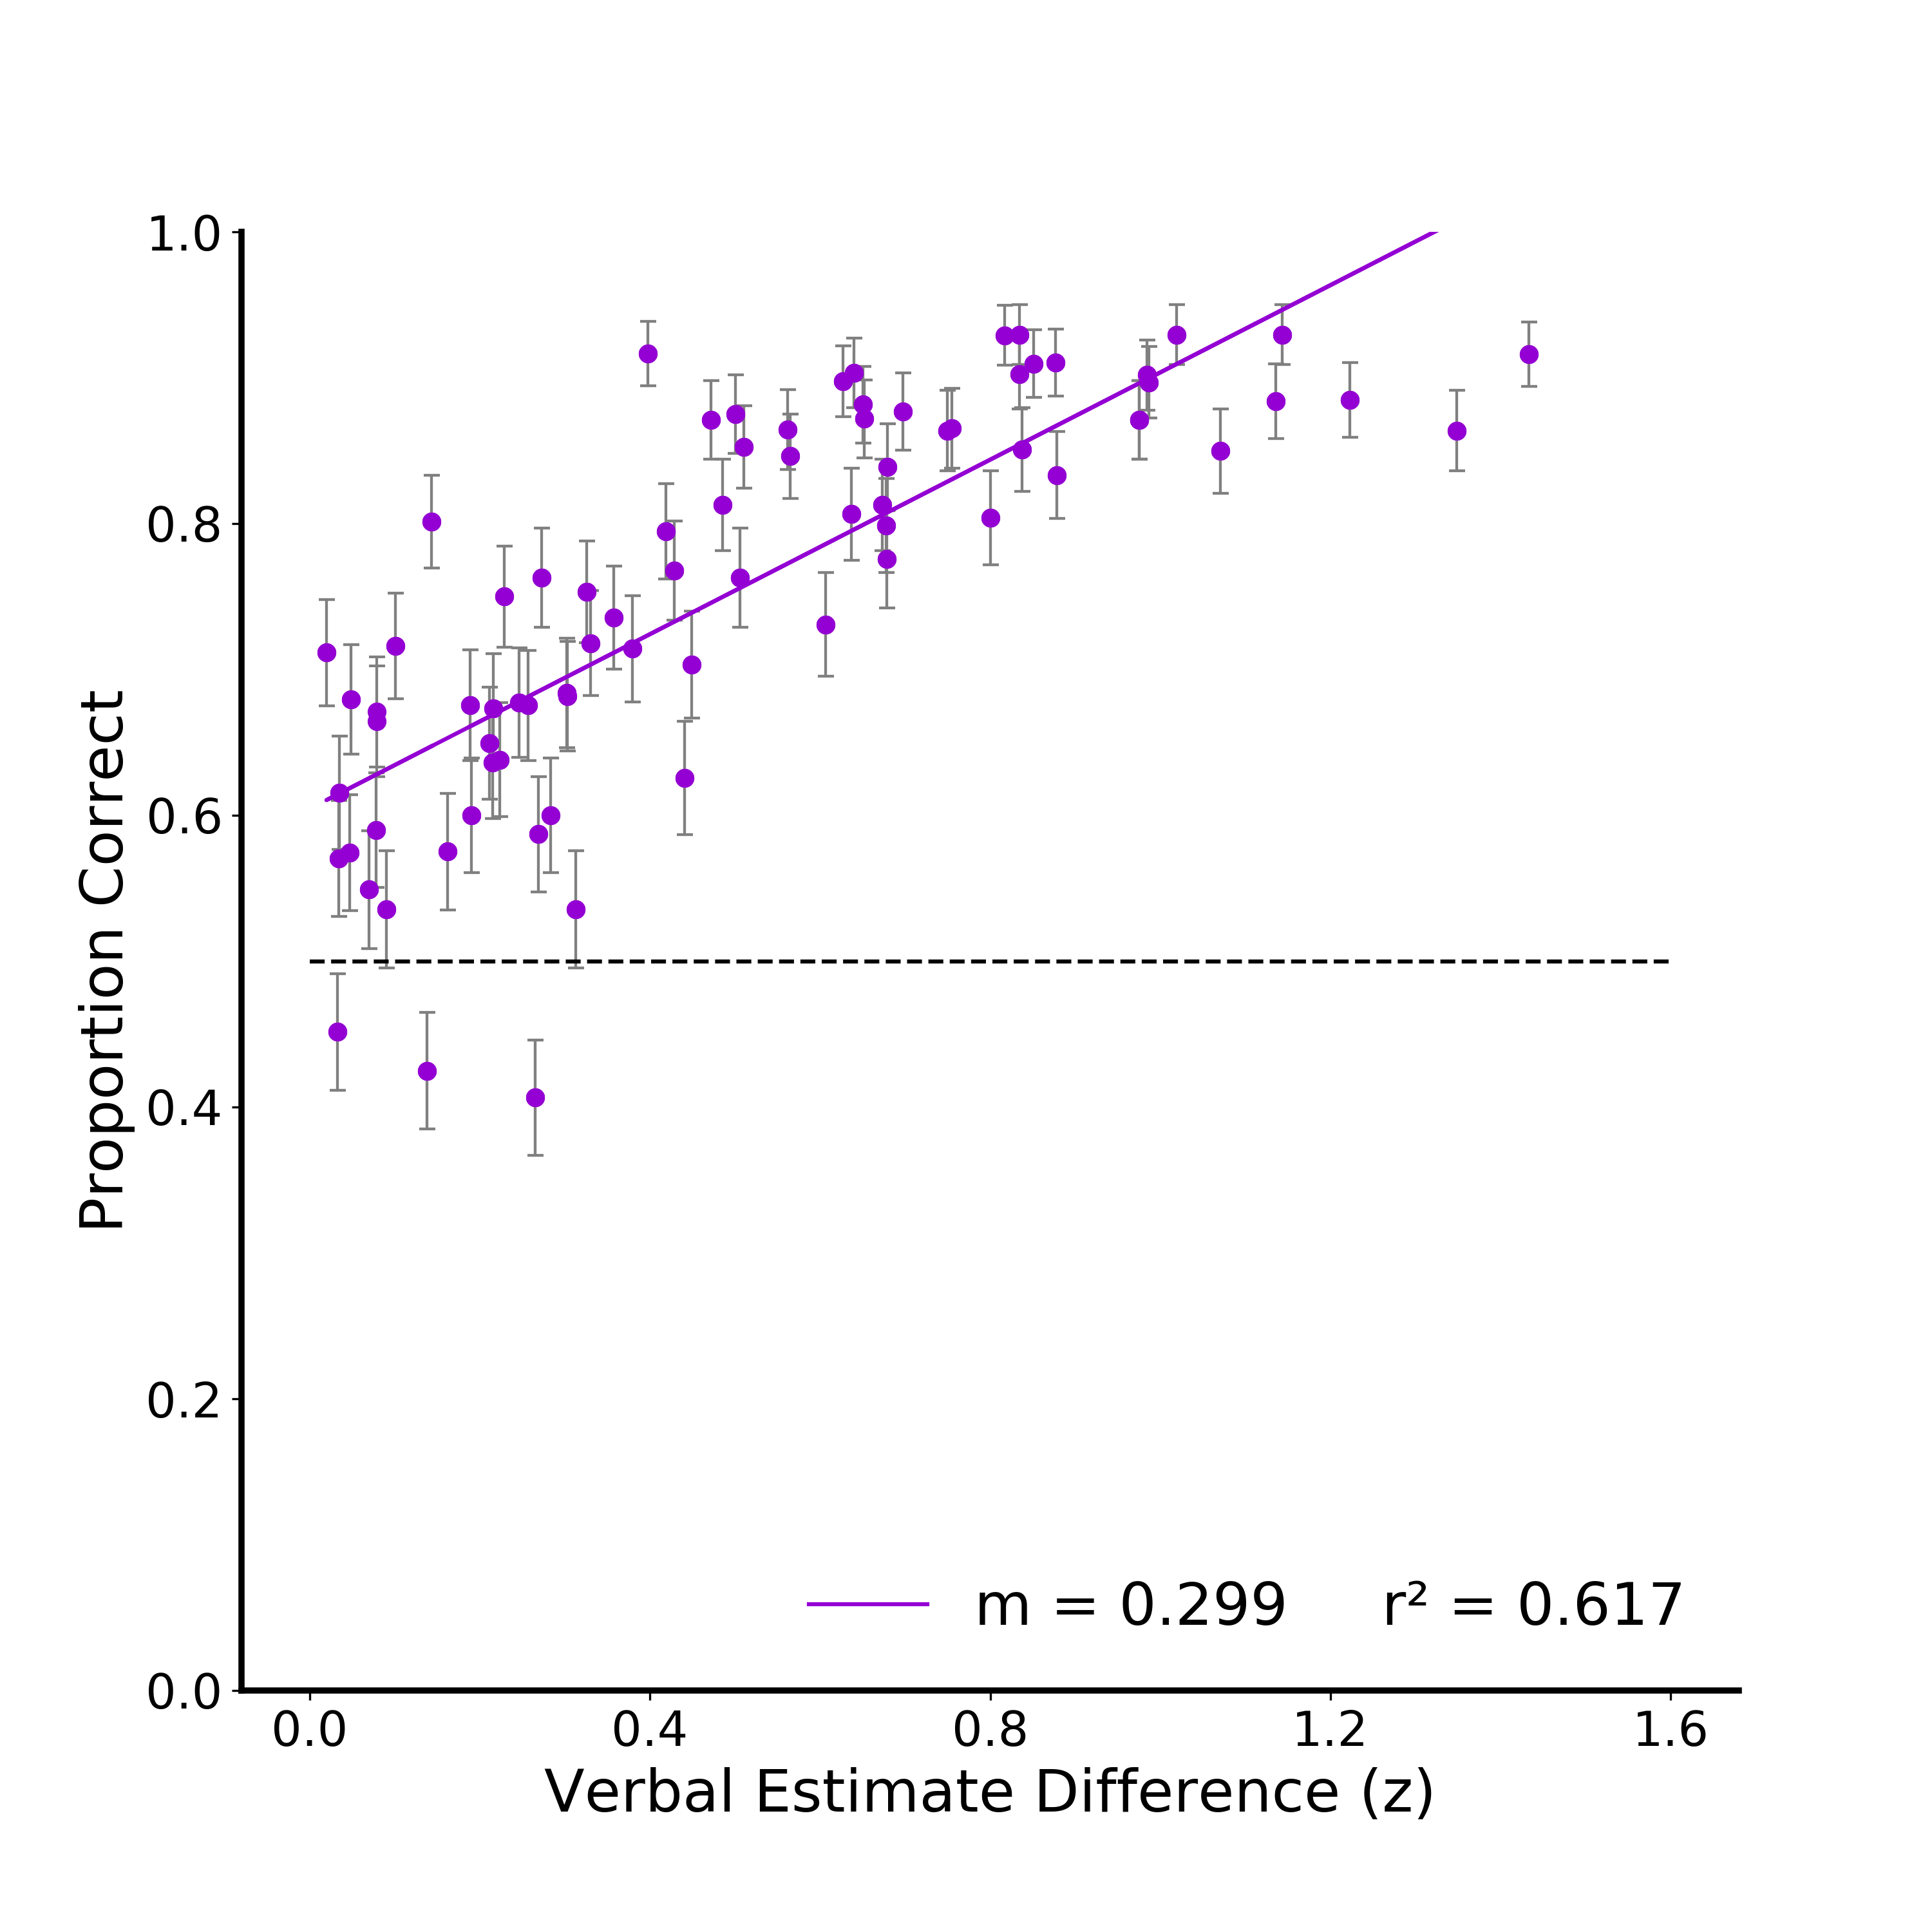 1.0
0.8
0.6
0.4
0.2
0.0
Proportion Correct
m = 0.299 r² = 0.617
0.0 0.4 0.8 1.2 1.6
Verbal Estimate Difference (z)